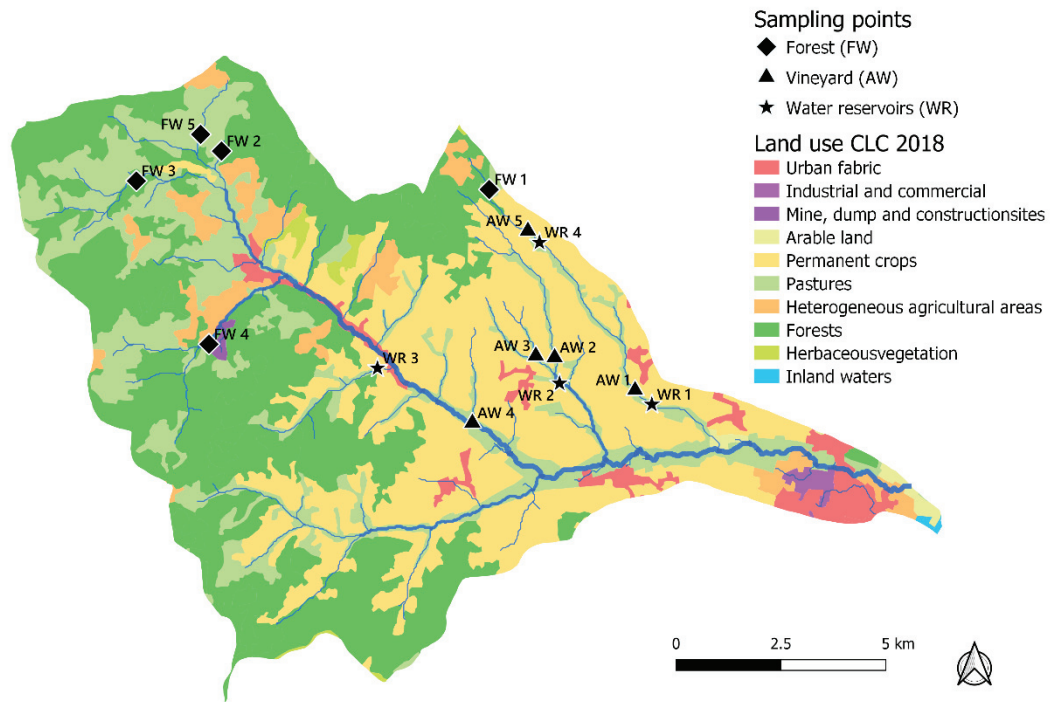 Sampling points
Forest (FW)
Vineyard (AW)
Water reservoirs (WR)
Land use CLC 2018
Urban fabric
Industrial and commercial
Mine, dump and constructionsites
Arable land
Permanent crops
Pastures
Heterogeneous agricultural areas
Forests
Herbaceousvegetation
Inland waters
FW 5
FW 2
FW 3
FW 1
AW 5
WR 4
FW 4
WR 3
AW 3
AW 2
WR 2
AW 1
WR 1
AW 4
0 2.5 5 km